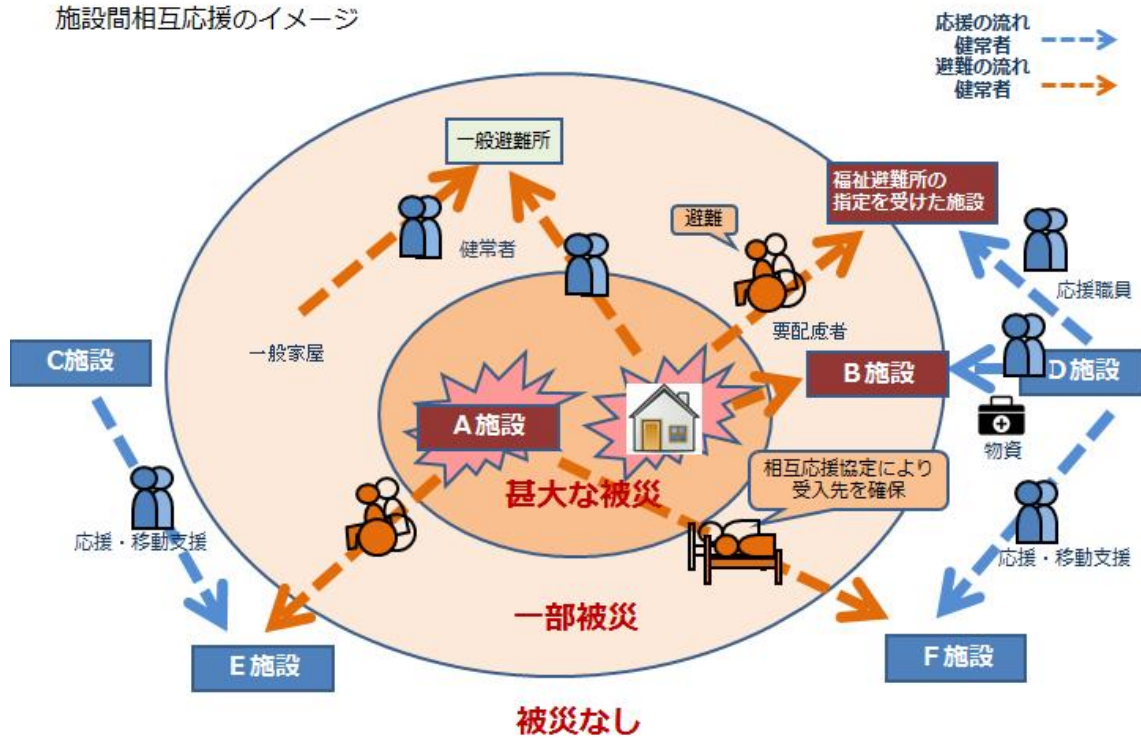 施設間相互応援のイメージ
応援の流れ
健常者
避難の流れ
健常者
一般避難所
福祉避難所の
指定を受けた施設
避難
健常者
応援職員
一般家屋
要配慮者
C施設
B施設
D施設
A施設
物資
相互応援協定により
受入先を確保
甚大な被災
応援・移動支援
応援・移動支援
一部被災
E施設
F施設
被災なし